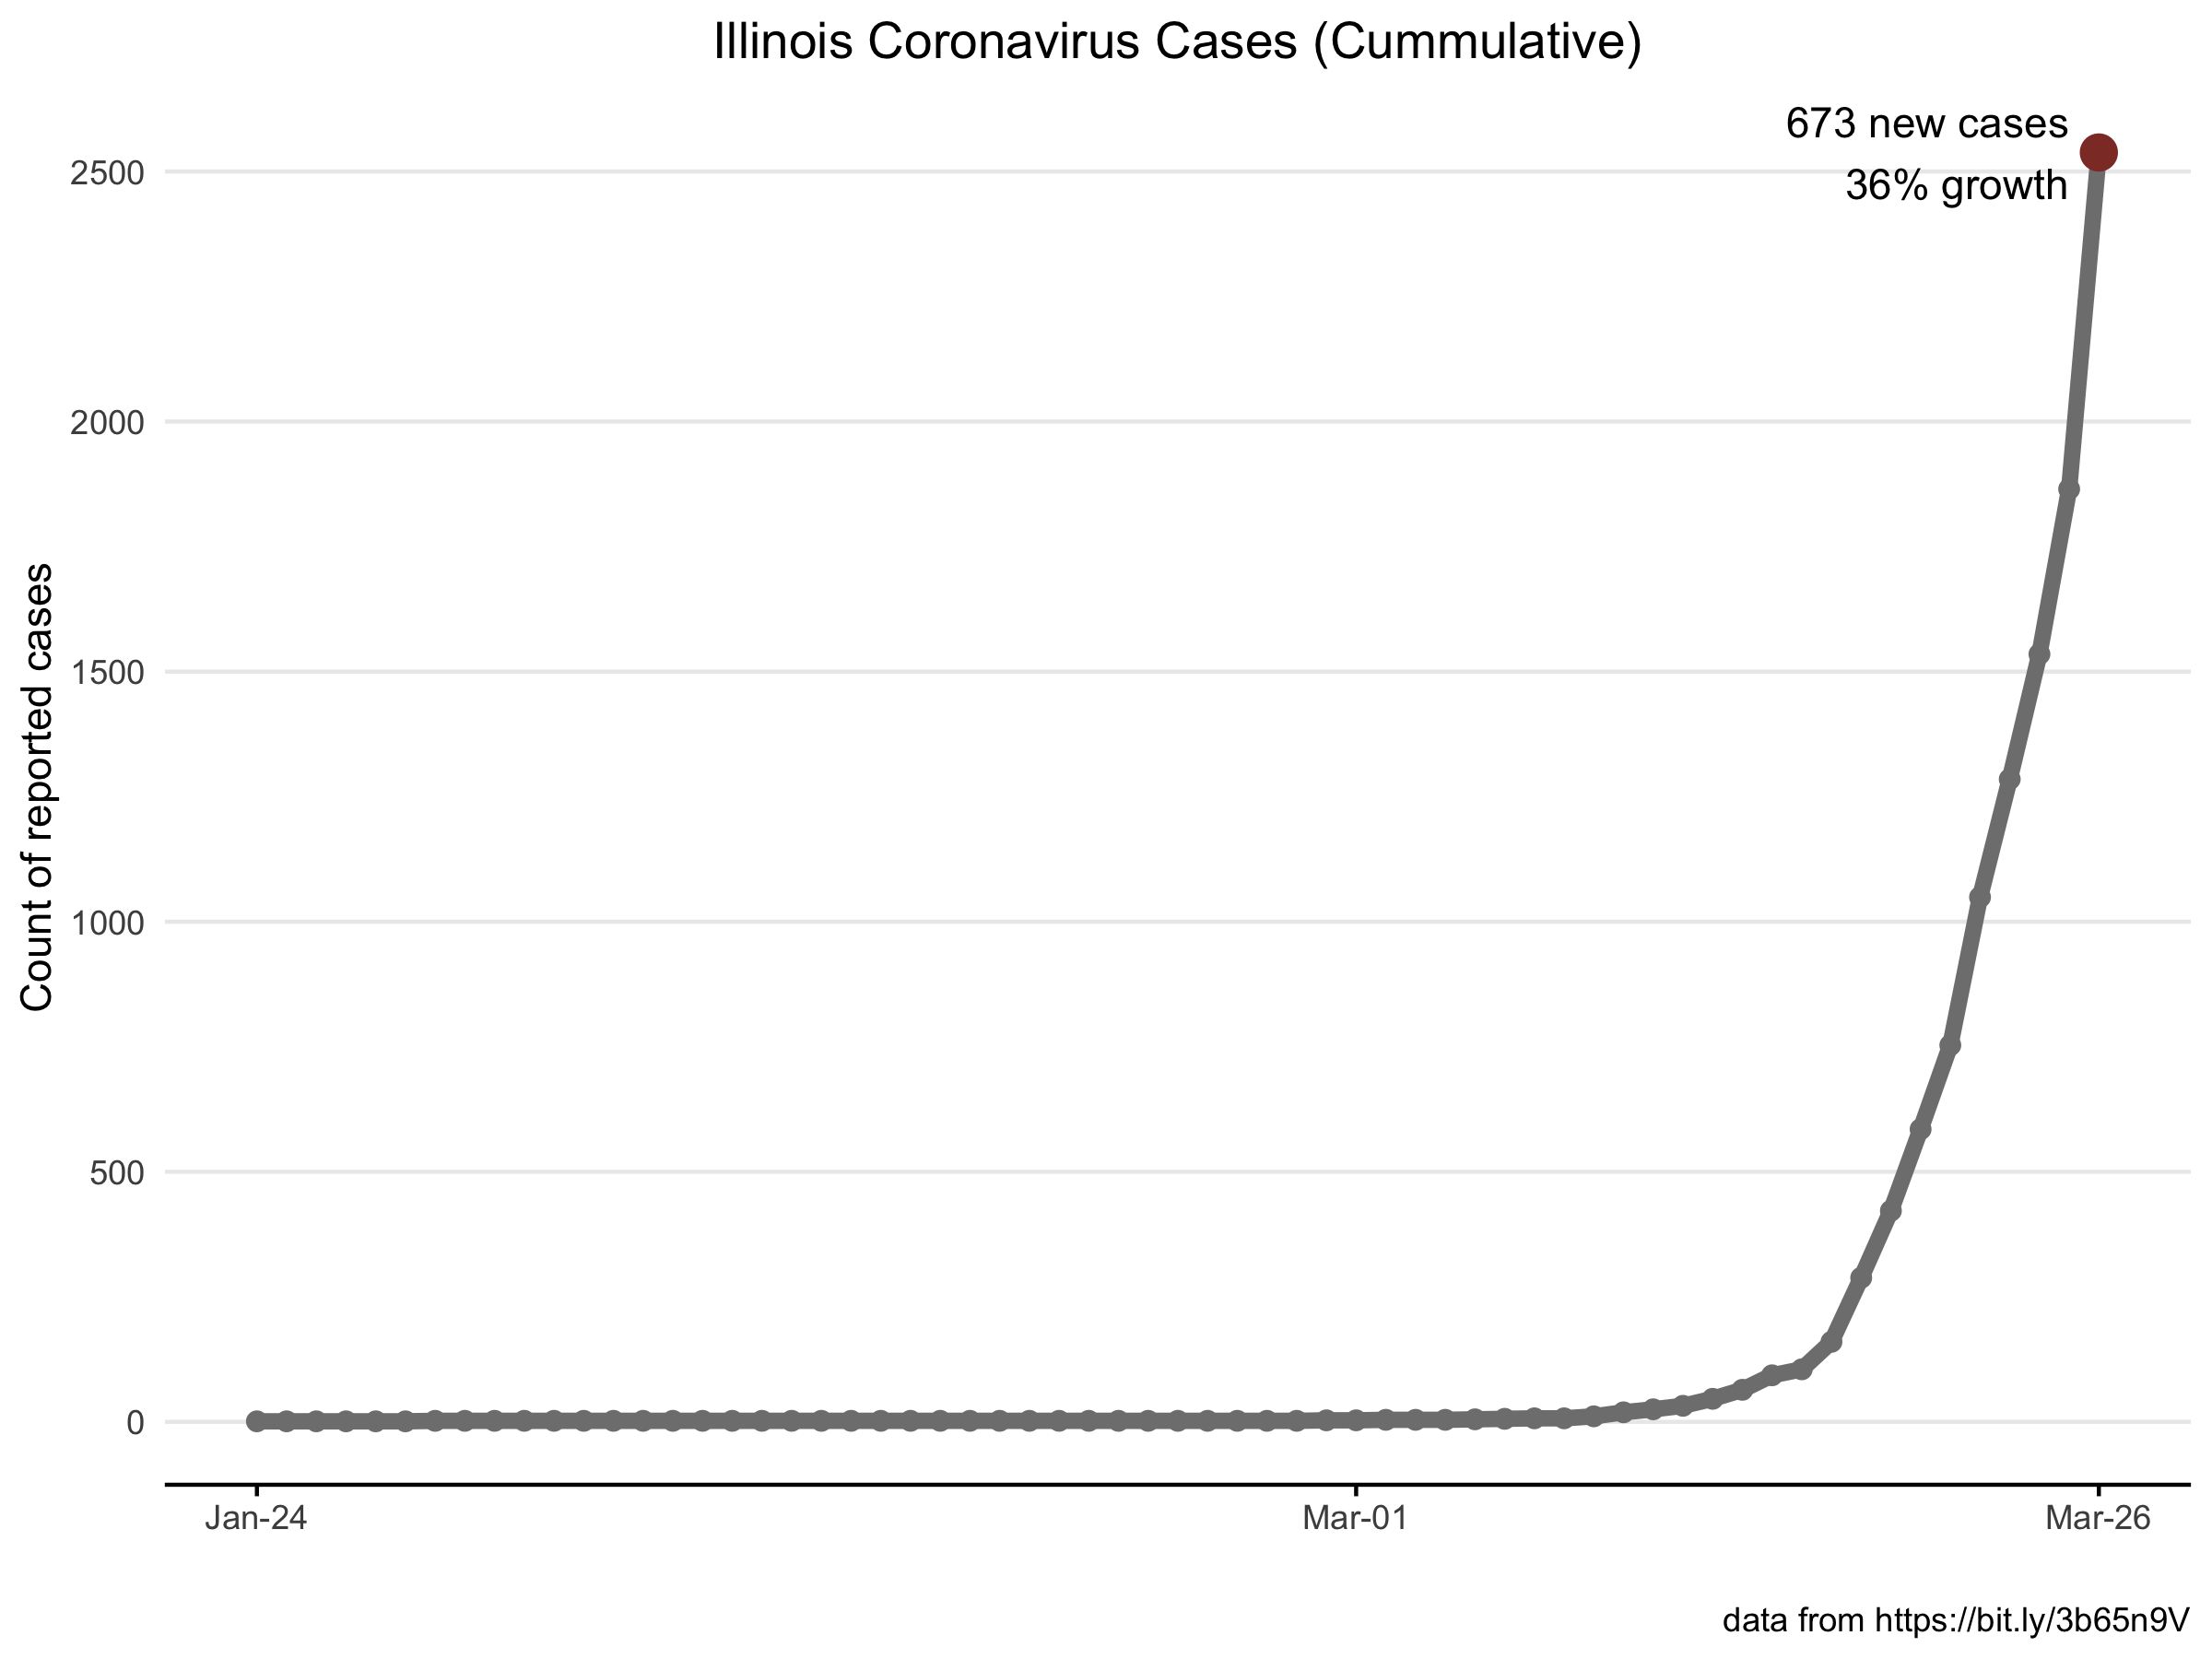 Illinois Coronavirus Cases (Cummulative)
673 new cases
36% growth
2500
2000
1500
1000
500
0
Count of reported cases
Jan-24
Mar-01
Mar-26
data from https://bit.ly/3b65n9V